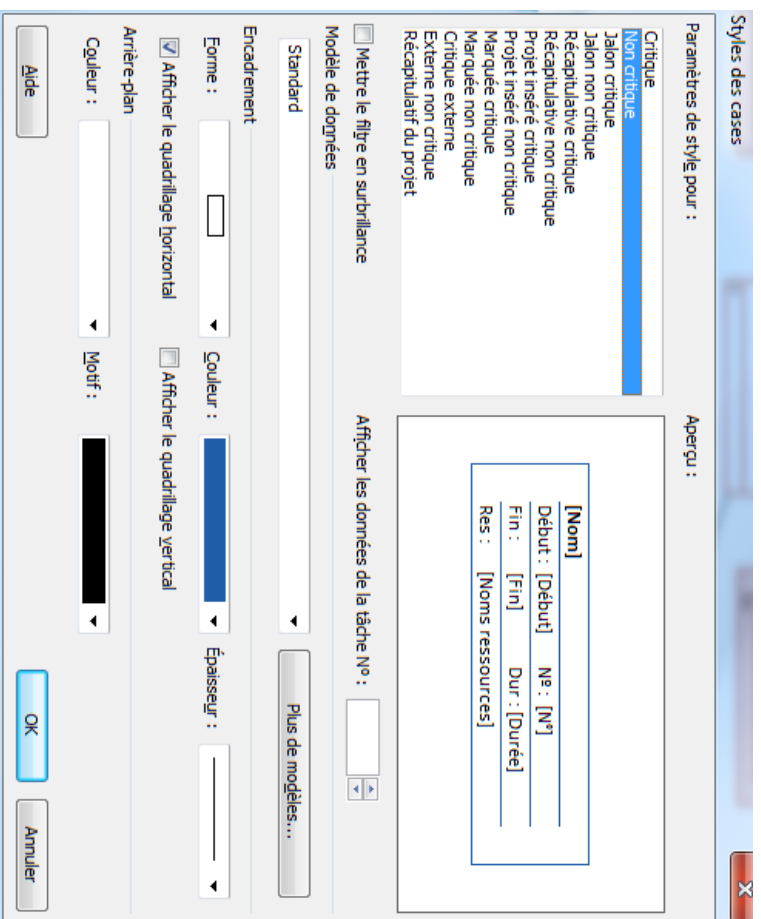 Styles des cases
Paramètres de style pour :
Aperçu :
Critique
Non critique
Jalon critique
Jalon non critique
Récapitulative critique
Récapitulative non critique
Projet inséré critique
Projet inséré non critique
Marquée critique
Marquée non critique
Critique externe
Externe non critique
Récapitulatif du projet
[Nom]
Début : [Début] Nº : [N°]
Fin : [Fin] Dur : [Durée]
Res : [Noms ressources]
Mettre le filtre en surbrillance
Afficher les données de la tâche Nº :
Modèle de données
Standard
Plus de modèles...
Encadrement
Forme :
Couleur :
Épaisseur :
Afficher le quadrillage horizontal
Afficher le quadrillage vertical
Arrière-plan
Couleur :
Motif :
Aide
OK
Annuler